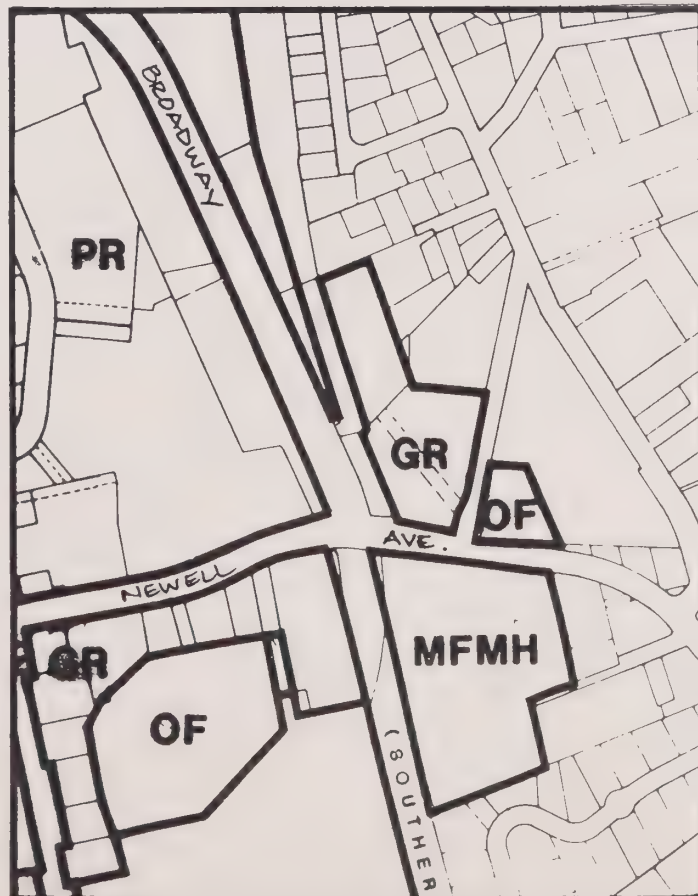 BROADWAY
PR
GR
OF
AVE.
NEWELL
MFMH
GR
OF
(SOUTHER